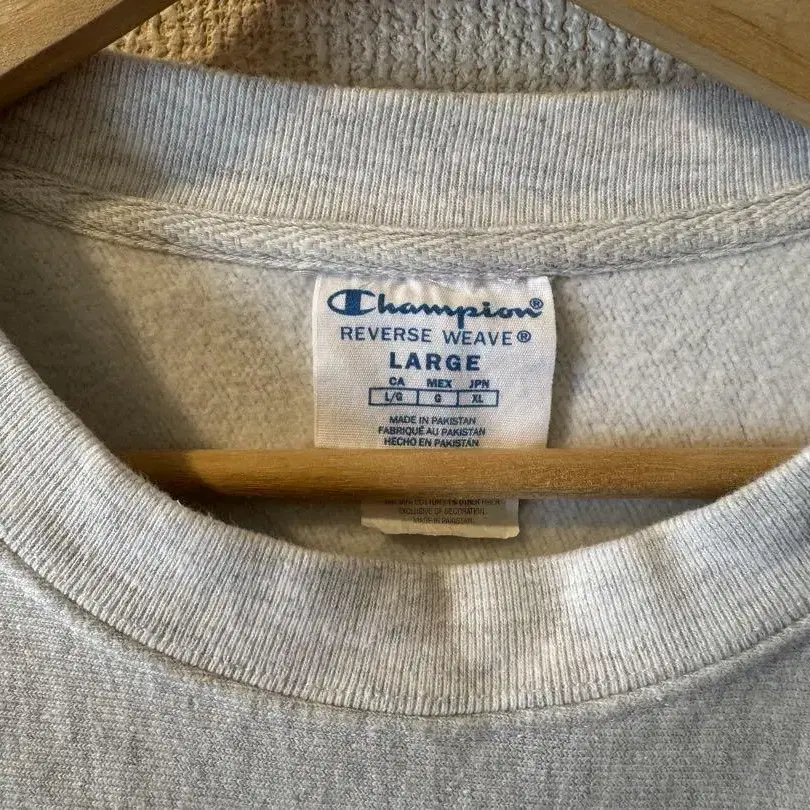 Champion®
REVERSE WEAVE®
LARGE
CA MEX JPN
L/G G XL
MADE IN PAKISTAN
FABRIQUÉ AU PAKISTAN
HECHO EN PAKISTAN
EXCLUSIVE OF DECORATION.
MADE IN PAKISTAN.